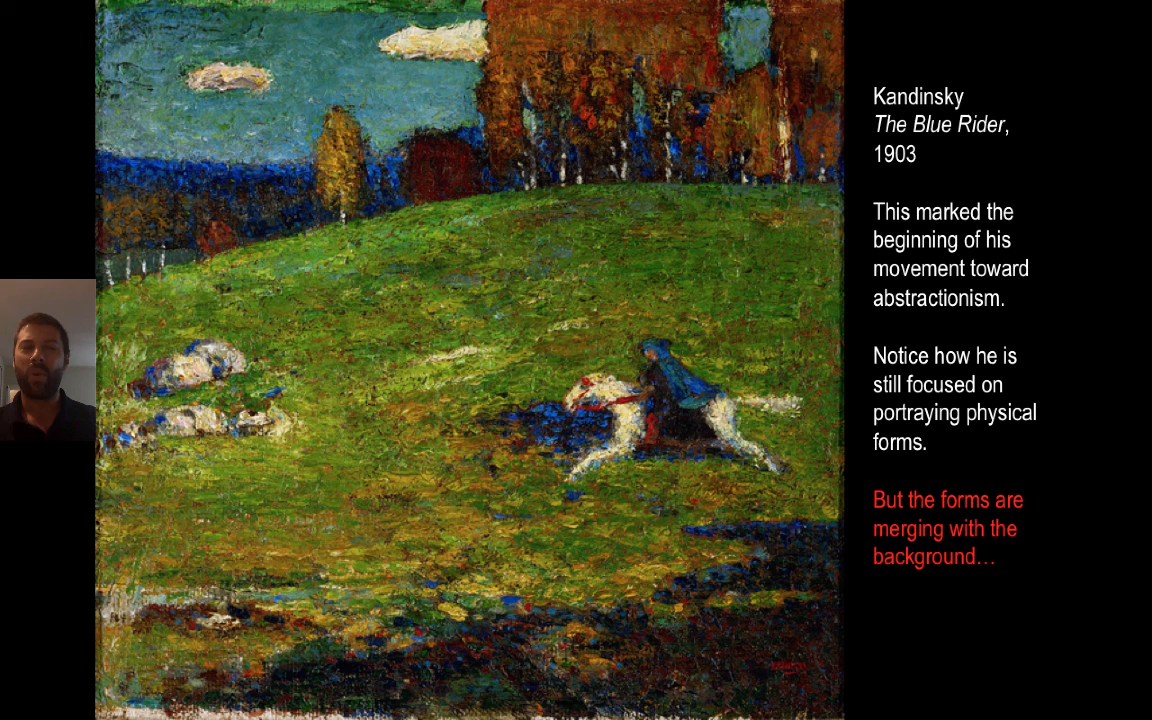 Kandinsky
The Blue Rider,
1903
This marked the
beginning of his
movement toward
abstractionism.
Notice how he is
still focused on
portraying physical
forms.
But the forms are
merging with the
background…